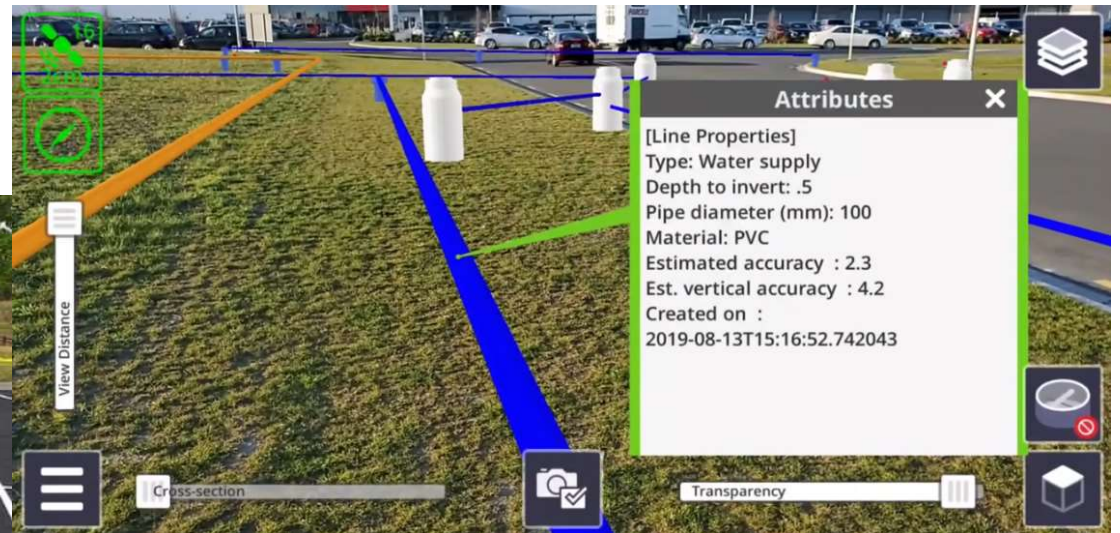 16
2cm
Attributes
[Line Properties]
Type: Water supply
Depth to invert: .5
Pipe diameter (mm): 100
Material: PVC
Estimated accuracy : 2.3
Est. vertical accuracy : 4.2
Created on :
2019-08-13T15:16:52.742043
View Distance
Cross-section
Transparency